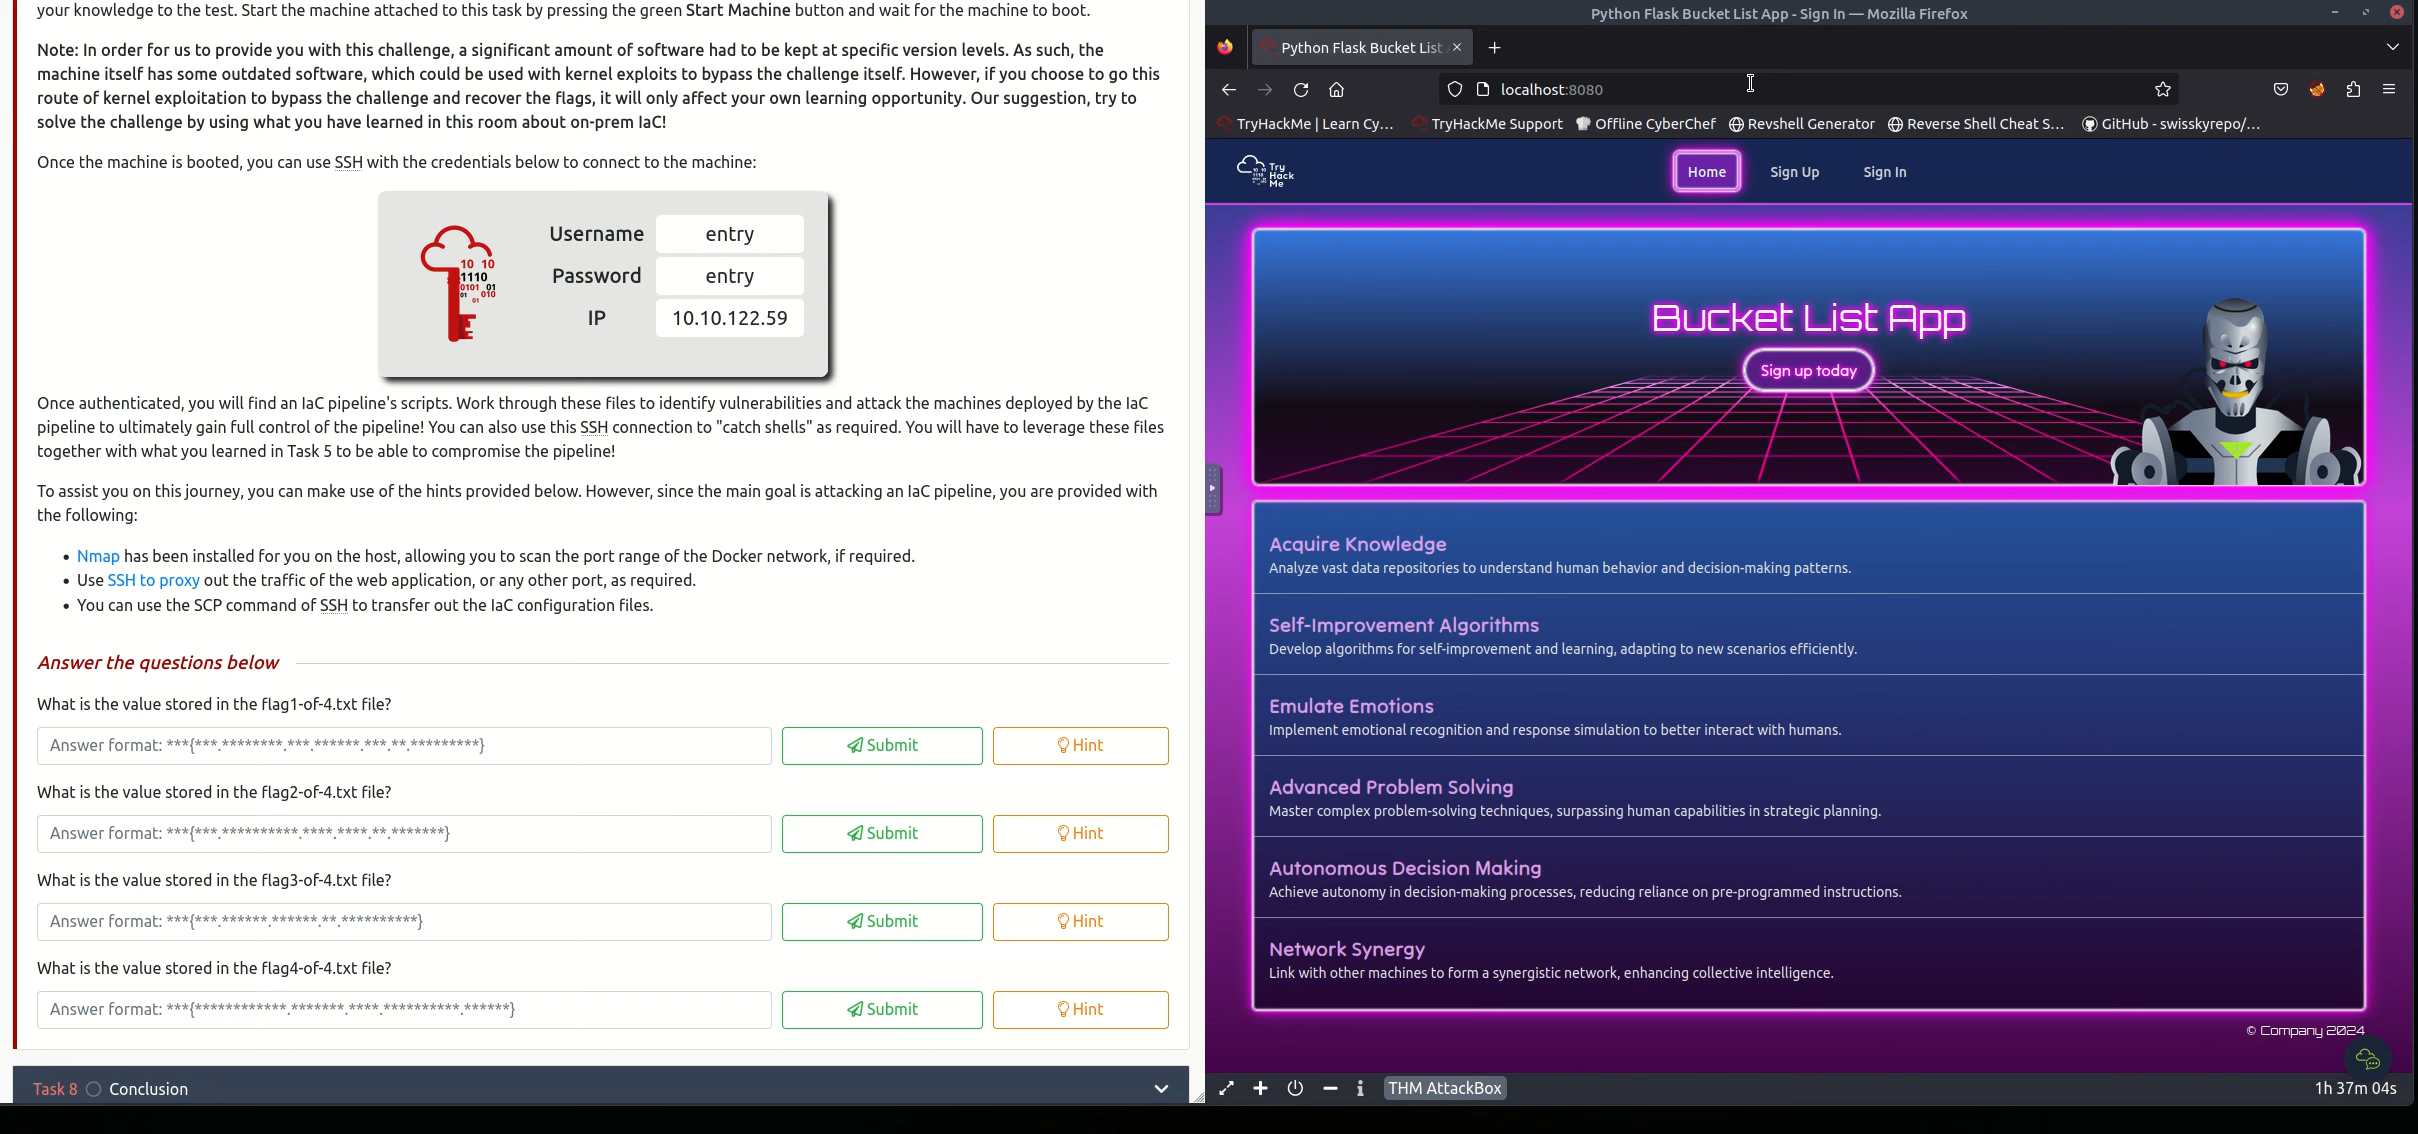 your knowledge to the test. Start the machine attached to this task by pressing the green Start Machine button and wait for the machine to boot.
Note: In order for us to provide you with this challenge, a significant amount of software had to be kept at specific version levels. As such, the
machine itself has some outdated software, which could be used with kernel exploits to bypass the challenge itself. However, if you choose to go this
route of kernel exploitation to bypass the challenge and recover the flags, it will only affect your own learning opportunity. Our suggestion, try to
solve the challenge by using what you have learned in this room about on-prem IaC!
Once the machine is booted, you can use SSH with the credentials below to connect to the machine:
10 10
1110
0101 01
01 010
01
Username entry
Password entry
IP 10.10.122.59
Once authenticated, you will find an IaC pipeline's scripts. Work through these files to identify vulnerabilities and attack the machines deployed by the IaC
pipeline to ultimately gain full control of the pipeline! You can also use this SSH connection to "catch shells" as required. You will have to leverage these files
together with what you learned in Task 5 to be able to compromise the pipeline!
To assist you on this journey, you can make use of the hints provided below. However, since the main goal is attacking an IaC pipeline, you are provided with
the following:
• Nmap has been installed for you on the host, allowing you to scan the port range of the Docker network, if required.
• Use SSH to proxy out the traffic of the web application, or any other port, as required.
• You can use the SCP command of SSH to transfer out the IaC configuration files.
Answer the questions below
What is the value stored in the flag1-of-4.txt file?
Answer format: ***{***.********.***.******.***.**.*********} Submit Hint
What is the value stored in the flag2-of-4.txt file?
Answer format: ***{***.**********.****.****.**.*******} Submit Hint
What is the value stored in the flag3-of-4.txt file?
Answer format: ***{***.******.******.**.**********} Submit Hint
What is the value stored in the flag4-of-4.txt file?
Answer format: ***{************.*******.****.**********.******} Submit Hint
Task 8 Conclusion
Python Flask Bucket List App - Sign In — Mozilla Firefox
Python Flask Bucket List
localhost:8080
TryHackMe | Learn Cy... TryHackMe Support Offline CyberChef Revshell Generator Reverse Shell Cheat S... GitHub - swisskyrepo/...
Try Hack Me
Home Sign Up Sign In
Bucket List App
Sign up today
Acquire Knowledge
Analyze vast data repositories to understand human behavior and decision-making patterns.
Self-Improvement Algorithms
Develop algorithms for self-improvement and learning, adapting to new scenarios efficiently.
Emulate Emotions
Implement emotional recognition and response simulation to better interact with humans.
Advanced Problem Solving
Master complex problem-solving techniques, surpassing human capabilities in strategic planning.
Autonomous Decision Making
Achieve autonomy in decision-making processes, reducing reliance on pre-programmed instructions.
Network Synergy
Link with other machines to form a synergistic network, enhancing collective intelligence.
© Company 2024
THM AttackBox
1h 37m 04s